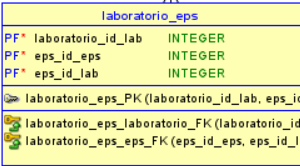 laboratorio_eps
PF* laboratorio_id_lab INTEGER
PF* eps_id_eps INTEGER
PF* eps_id_lab INTEGER
laboratorio_eps_PK (laboratorio_id_lab, eps_id
laboratorio_eps_laboratorio_FK (laboratorio_id
laboratorio_eps_eps_FK (eps_id_eps, eps_id_l